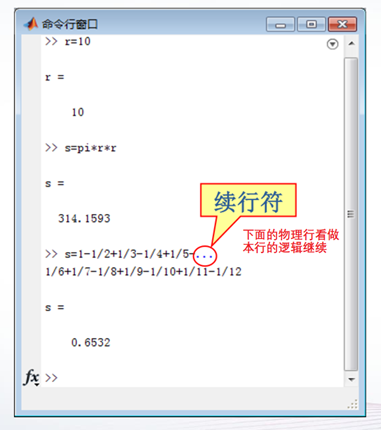 命令行窗口
>> r=10
r =
10
>> s=pi*r*r
s =
314.1593
续行符
下面的物理行看做
本行的逻辑继续
>> s=1-1/2+1/3-1/4+1/5-...
1/6+1/7-1/8+1/9-1/10+1/11-1/12
s =
0.6532
fx >>